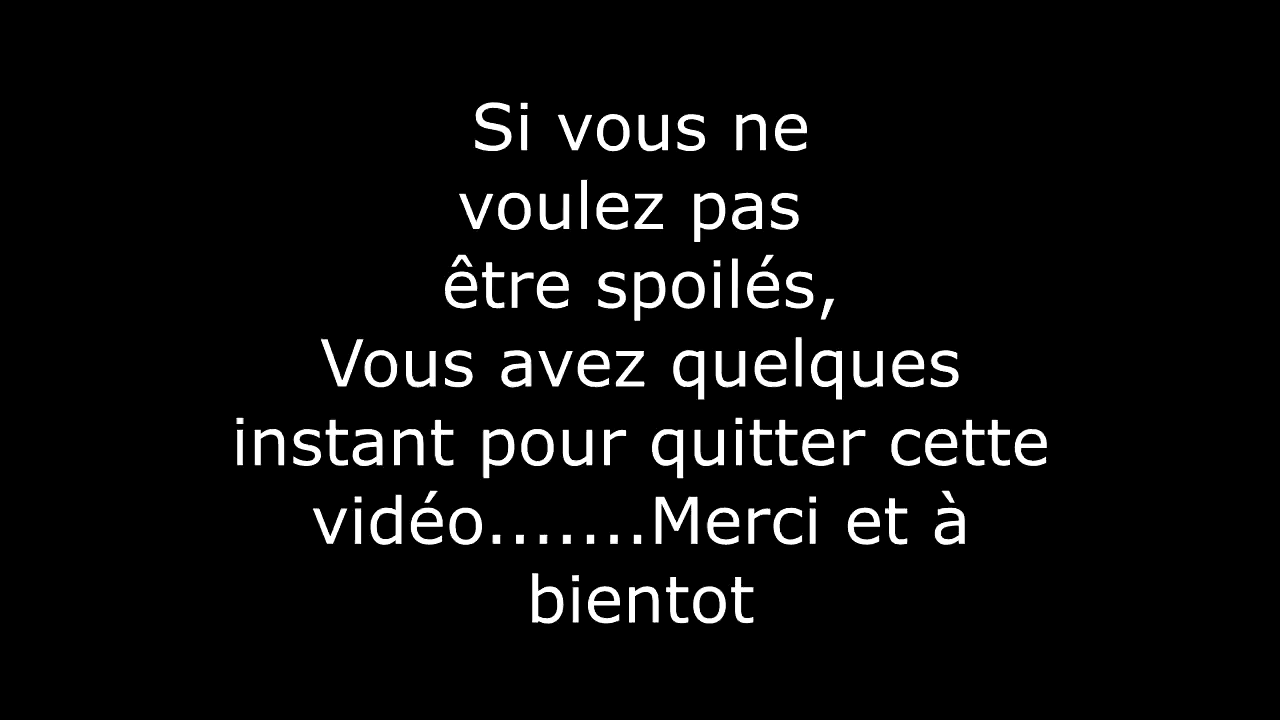 Si vous ne
voulez pas
être spoilés,
Vous avez quelques
instant pour quitter cette
vidéo.......Merci et à
bientot